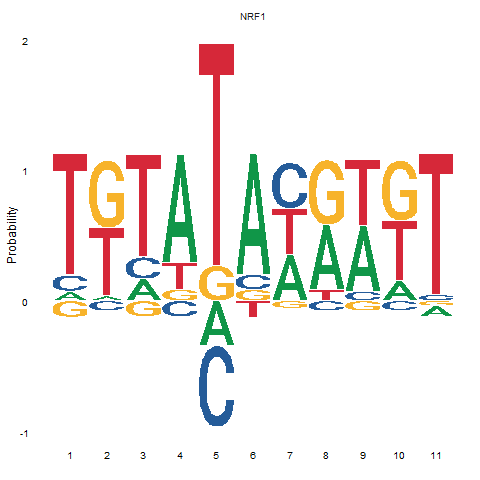 NRF1
2
1
0
-1
Probability
T G T A T A C G T G T
C T C T G C T A A T C
A A A G A G A T C A G
G C G C C T G C G C A
1 2 3 4 5 6 7 8 9 10 11